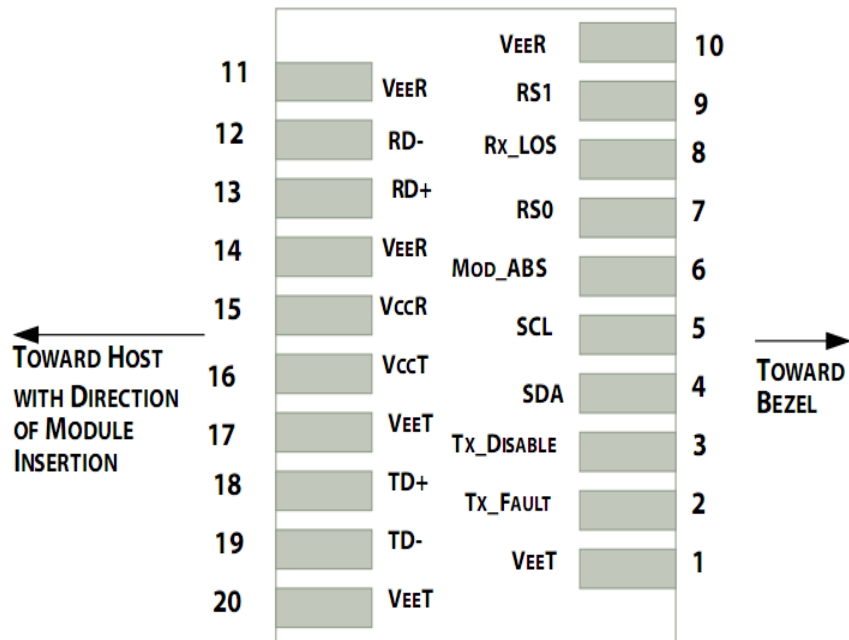 11 VEER
12 RD-
13 RD+
14 VEER
15 VCCR
16 VCCT
17 VEET
18 TD+
19 TD-
20 VEET
VEER 10
RS1 9
RX_LOS 8
RS0 7
MOD_ABS 6
SCL 5
SDA 4
TX_DISABLE 3
TX_FAULT 2
VEET 1
TOWARD HOST
WITH DIRECTION
OF MODULE
INSERTION
TOWARD
BEZEL